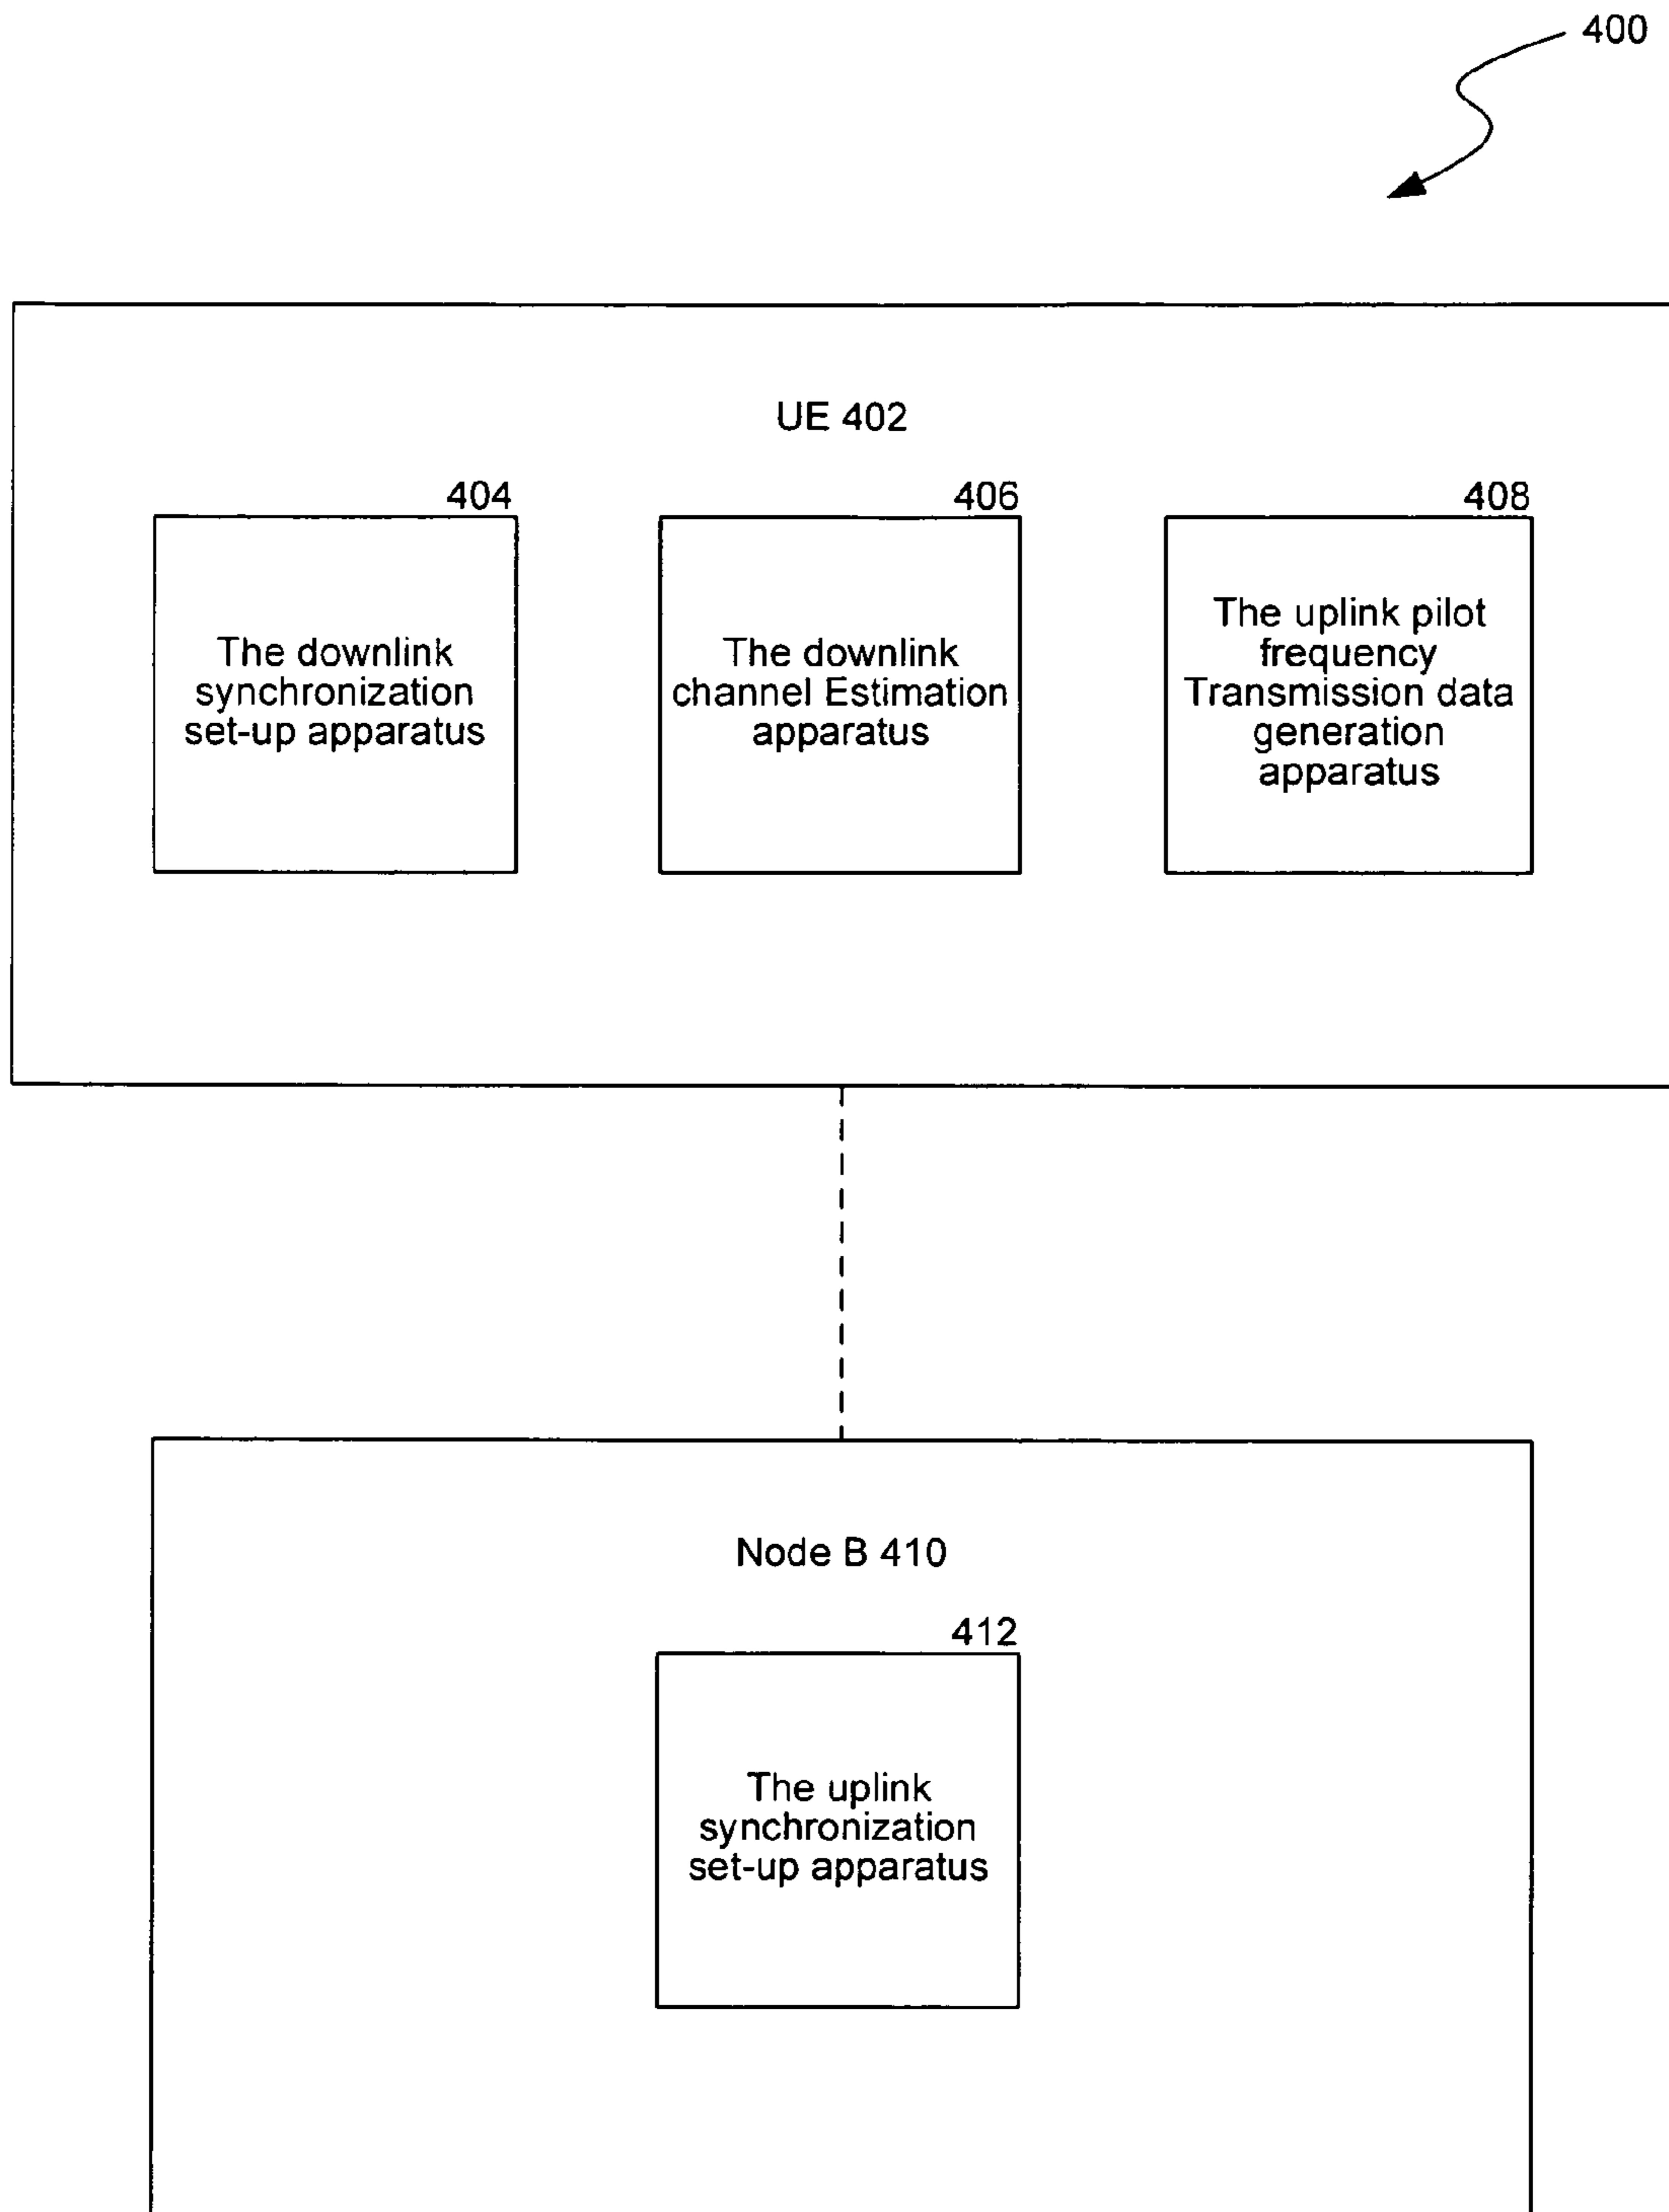 400
UE 402
404
The downlink
synchronization
set-up apparatus
406
The downlink
channel Estimation
apparatus
408
The uplink pilot
frequency
Transmission data
generation
apparatus
Node B 410
412
The uplink
synchronization
set-up apparatus